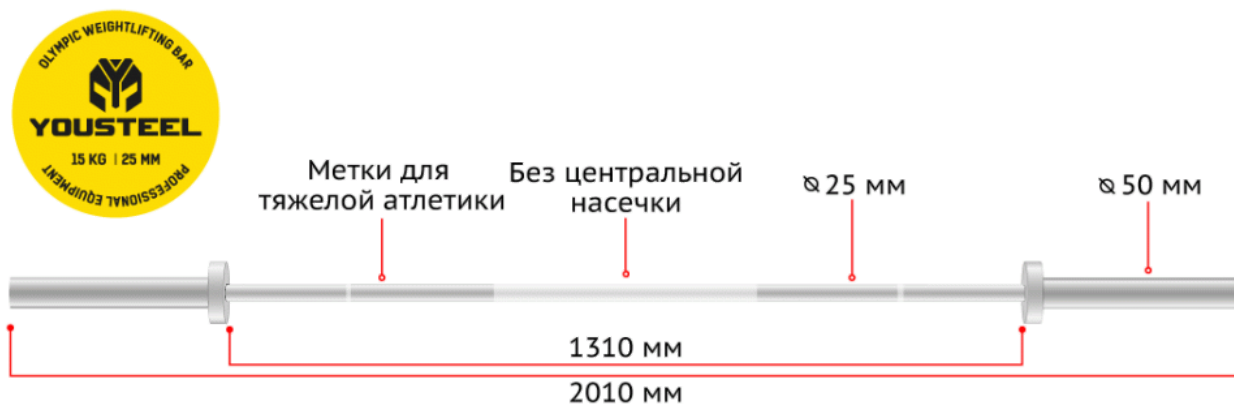 OLYMPIC WEIGHTLIFTING BAR
YOUSTEEL
15 KG | 25 MM
PROFESSIONAL EQUIPMENT
Метки для
тяжелой атлетики
Без центральной
насечки
⌀ 25 мм
⌀ 50 мм
1310 мм
2010 мм